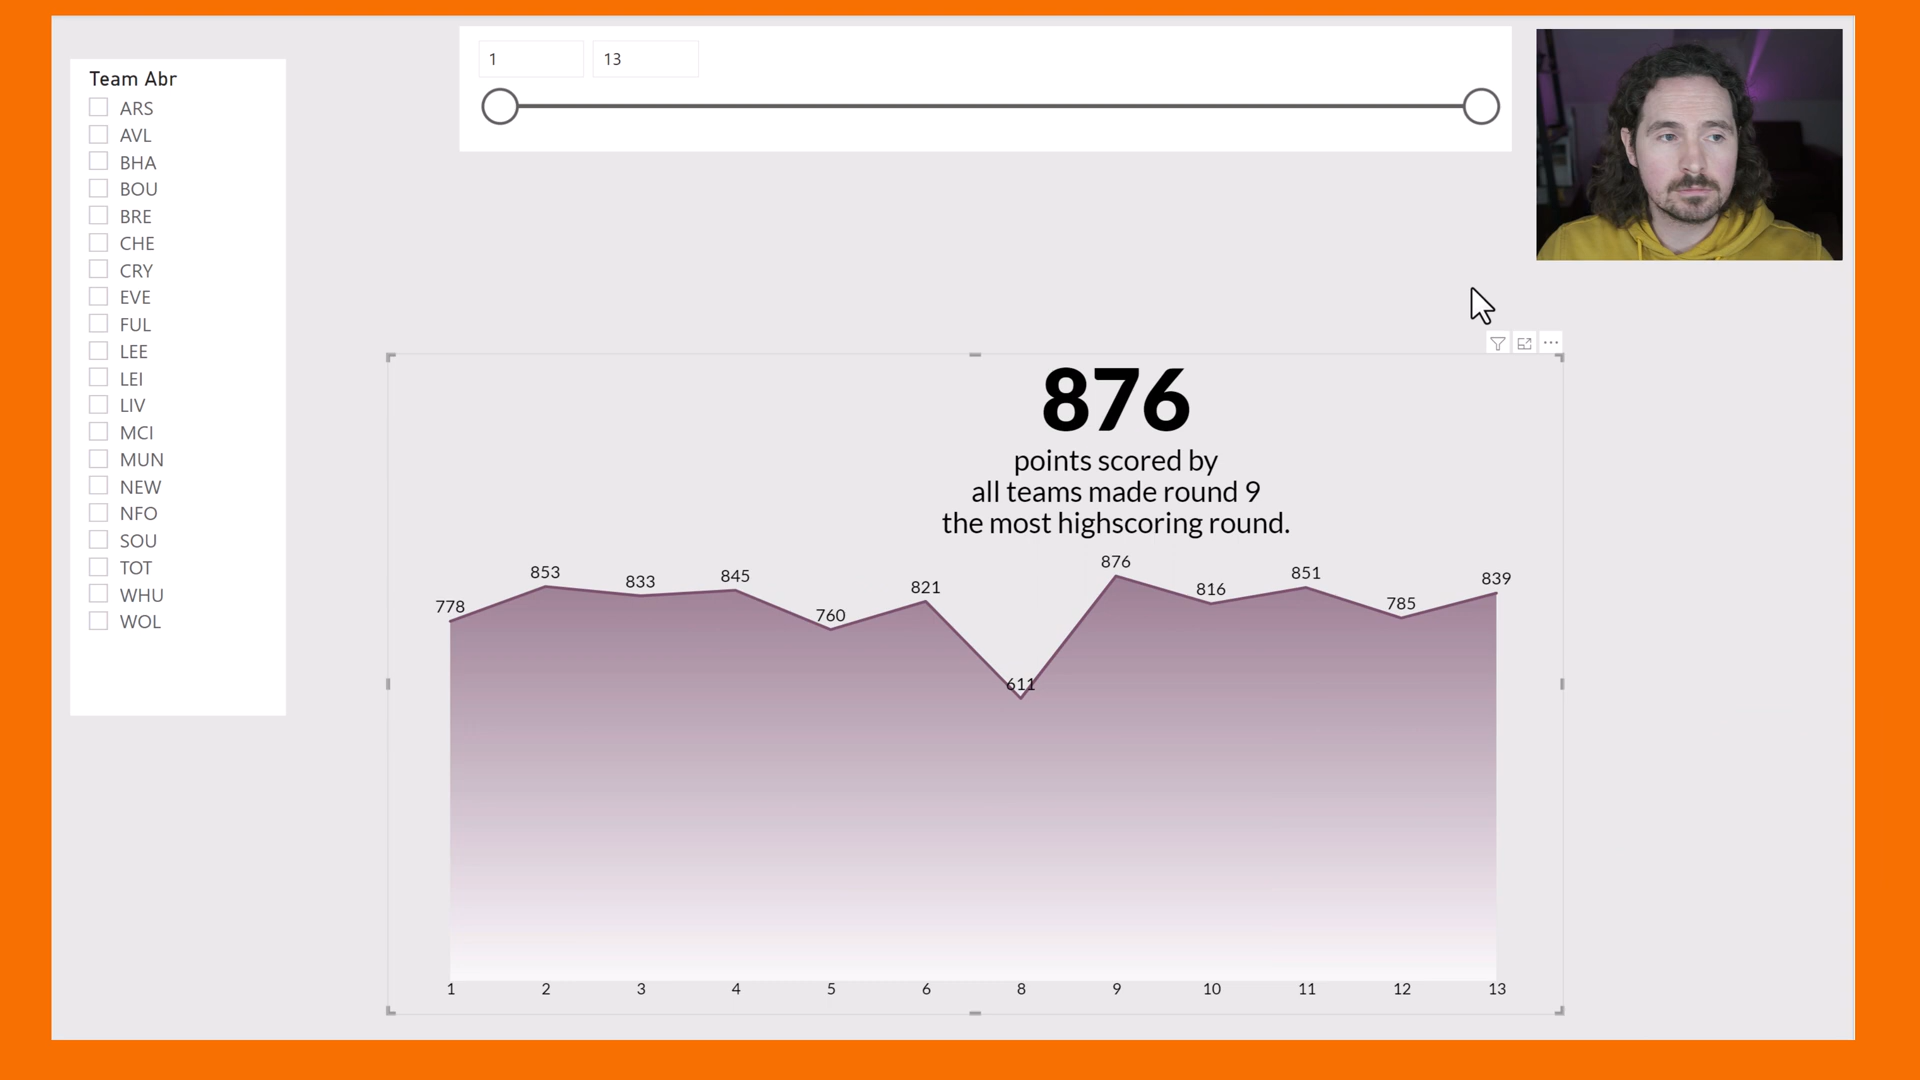 Team Abr
ARS
AVL
BHA
BOU
BRE
CHE
CRY
EVE
FUL
LEE
LEI
LIV
MCI
MUN
NEW
NFO
SOU
TOT
WHU
WOL
1 13
876
points scored by
all teams made round 9
the most highscoring round.
778 853 833 845 760 821 611 876 816 851 785 839
1 2 3 4 5 6 8 9 10 11 12 13